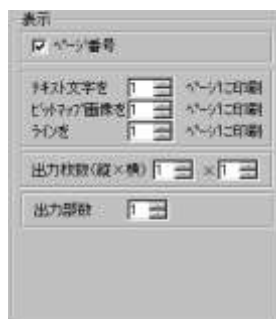 表示
ページ番号
テキスト文字を 1 ページに印刷
ビットマップ画像を 1 ページに印刷
ラインを 1 ページに印刷
出力枚数(縦×横) 1 × 1
出力部数 1